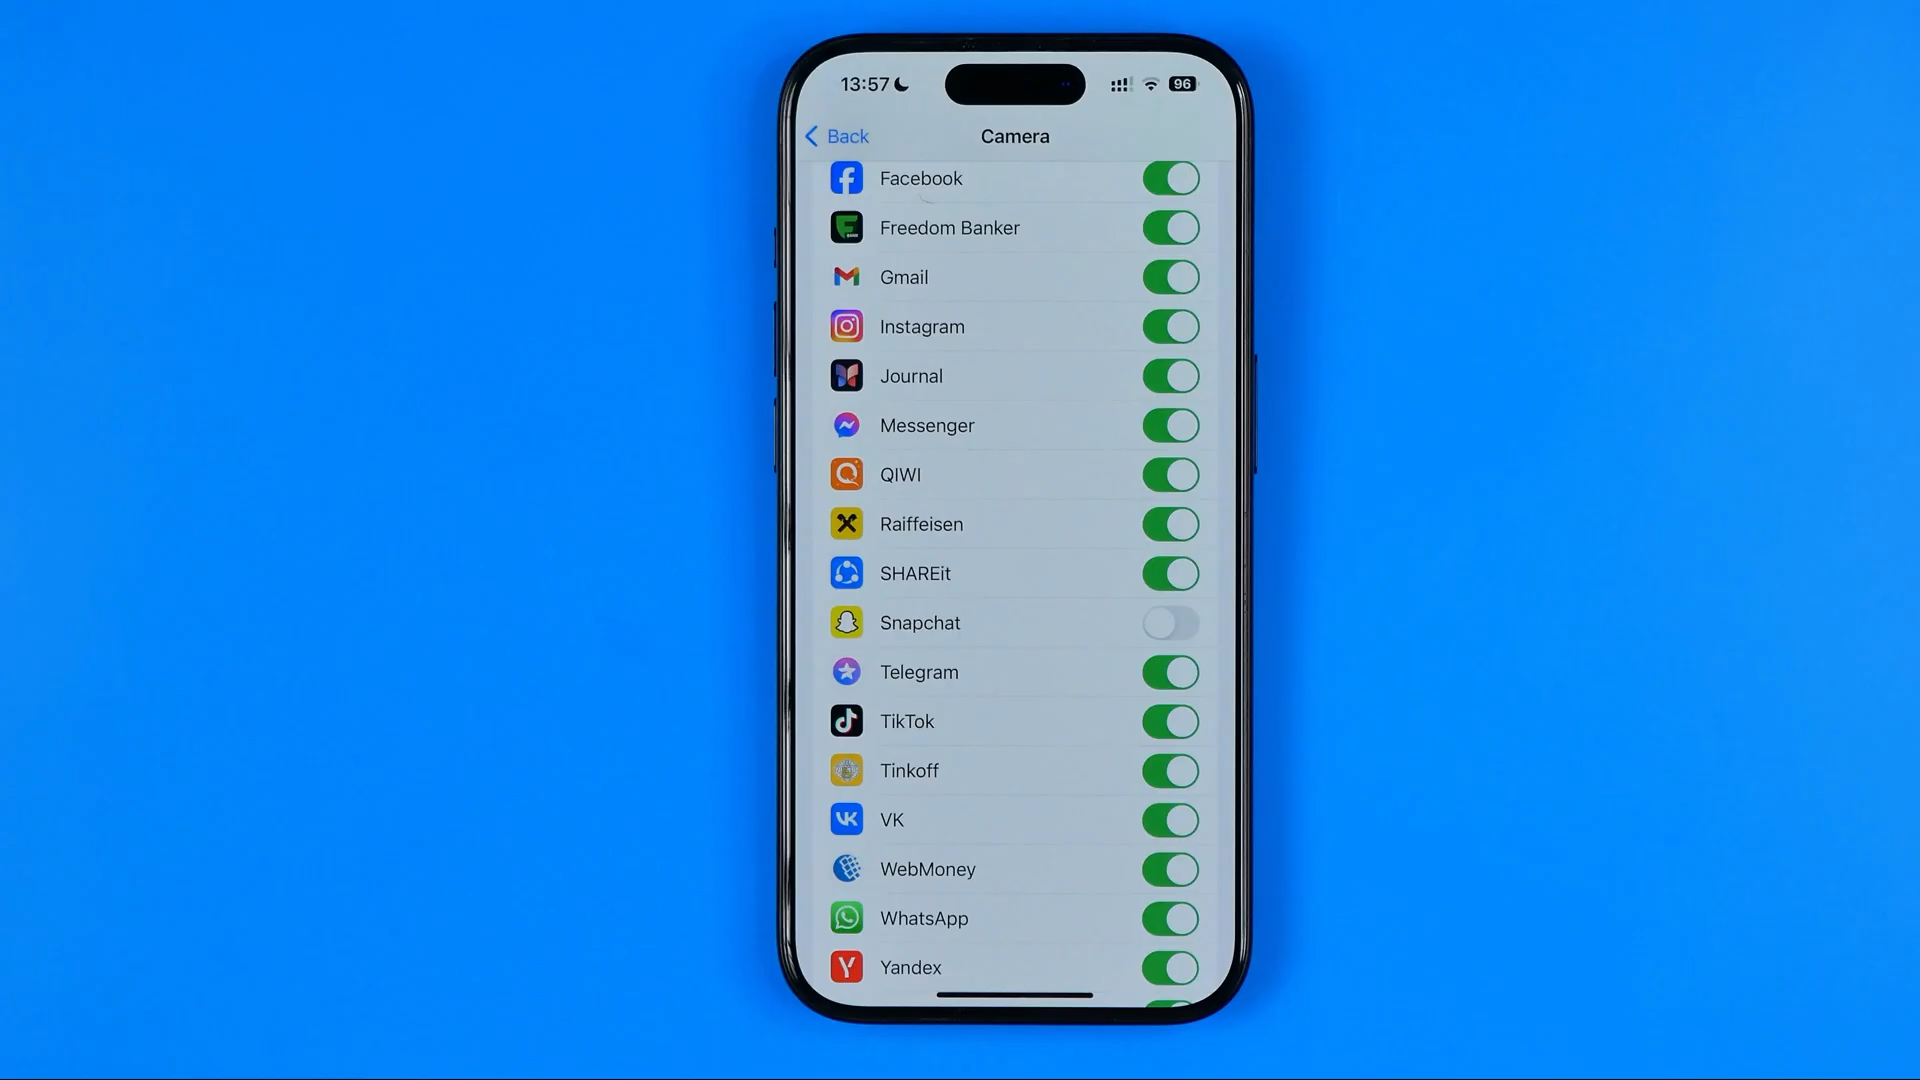 13:57 96
Back Camera
Facebook
Freedom Banker
Gmail
Instagram
Journal
Messenger
QIWI
Raiffeisen
SHAREit
Snapchat
Telegram
TikTok
Tinkoff
VK
WebMoney
WhatsApp
Yandex